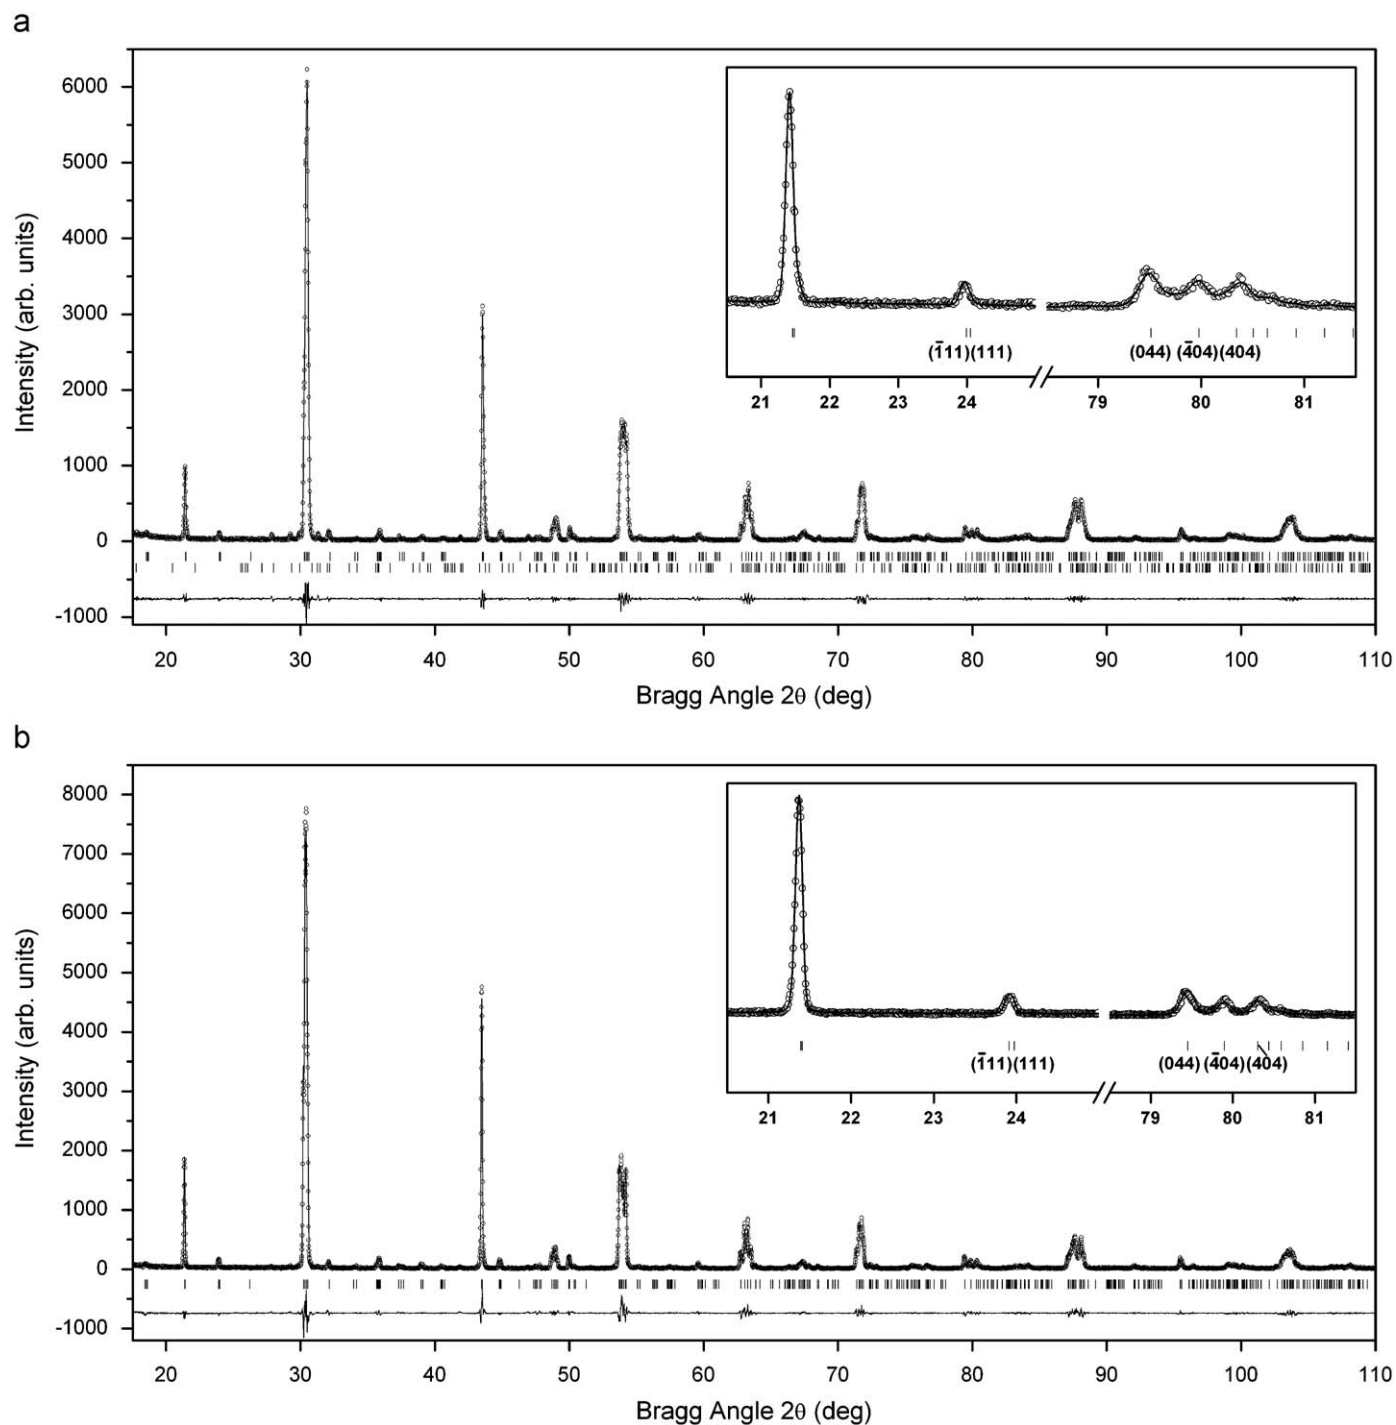 a
Intensity (arb. units)
6000
5000
4000
3000
2000
1000
0
-1000
20 30 40 50 60 70 80 90 100 110
Bragg Angle 2θ (deg)
(1̅11)(111) (044) (4̅04)(404)
21 22 23 24 79 80 81
b
Intensity (arb. units)
8000
7000
6000
5000
4000
3000
2000
1000
0
-1000
20 30 40 50 60 70 80 90 100 110
Bragg Angle 2θ (deg)
(1̅11)(111) (044) (4̅04)(404)
21 22 23 24 79 80 81